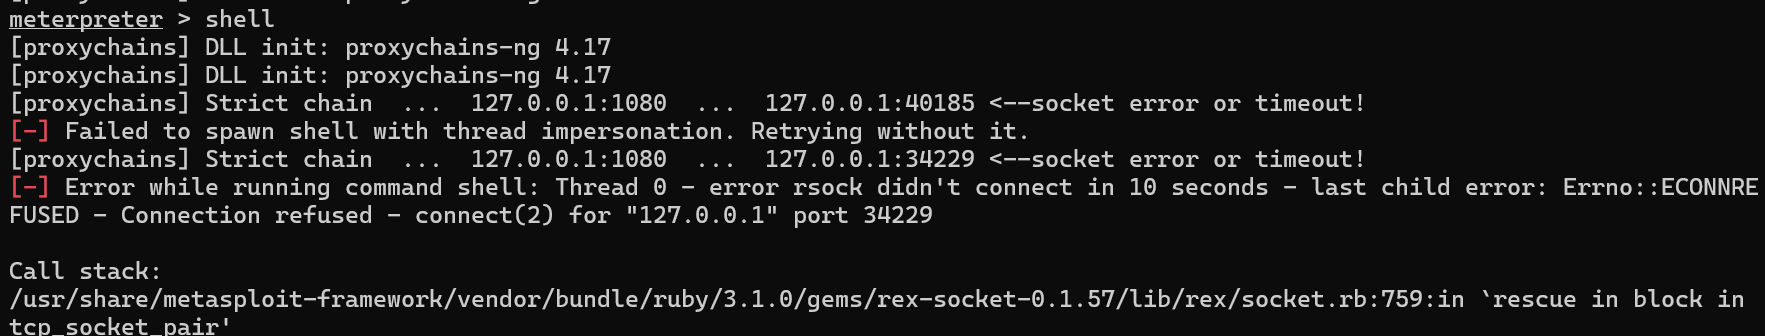 meterpreter > shell
[proxychains] DLL init: proxychains-ng 4.17
[proxychains] DLL init: proxychains-ng 4.17
[proxychains] Strict chain  ...  127.0.0.1:1080  ...  127.0.0.1:40185 <--socket error or timeout!
[-] Failed to spawn shell with thread impersonation. Retrying without it.
[proxychains] Strict chain  ...  127.0.0.1:1080  ...  127.0.0.1:34229 <--socket error or timeout!
[-] Error while running command shell: Thread 0 - error rsock didn't connect in 10 seconds - last child error: Errno::ECONNRE
FUSED - Connection refused - connect(2) for "127.0.0.1" port 34229
Call stack:
/usr/share/metasploit-framework/vendor/bundle/ruby/3.1.0/gems/rex-socket-0.1.57/lib/rex/socket.rb:759:in `rescue in block in
tcp_socket_pair'